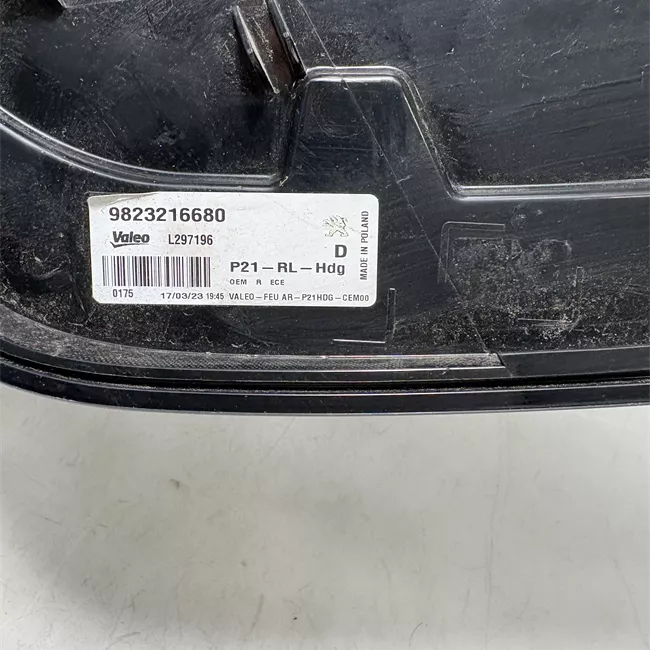 9823216680
Valeo L297196
D
P21-RL-Hdg
OEM R ECE
0175 17/03/23 19:45 VALEO-FEU AR-P21HDG-CEM00
MADE IN POLAND